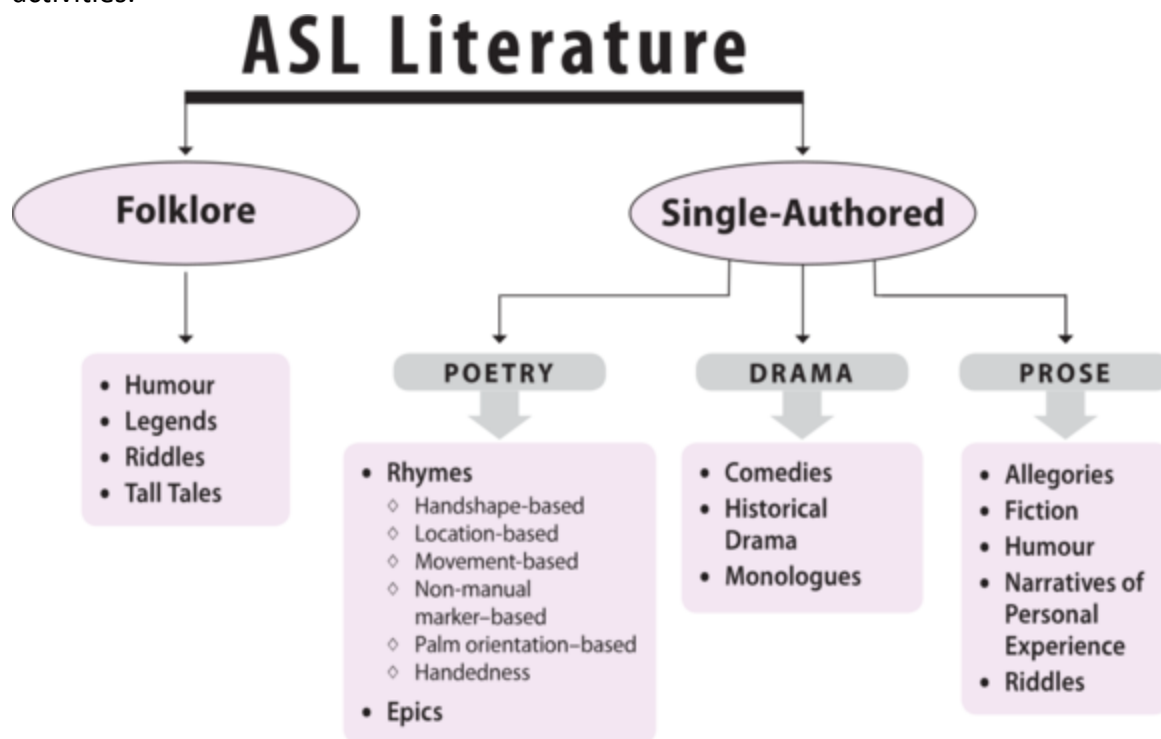 activities.
ASL Literature
Folklore
Single-Authored
• Humour
• Legends
• Riddles
• Tall Tales
POETRY
• Rhymes
◊ Handshape-based
◊ Location-based
◊ Movement-based
◊ Non-manual
marker–based
◊ Palm orientation–based
◊ Handedness
• Epics
DRAMA
• Comedies
• Historical
Drama
• Monologues
PROSE
• Allegories
• Fiction
• Humour
• Narratives of
Personal
Experience
• Riddles